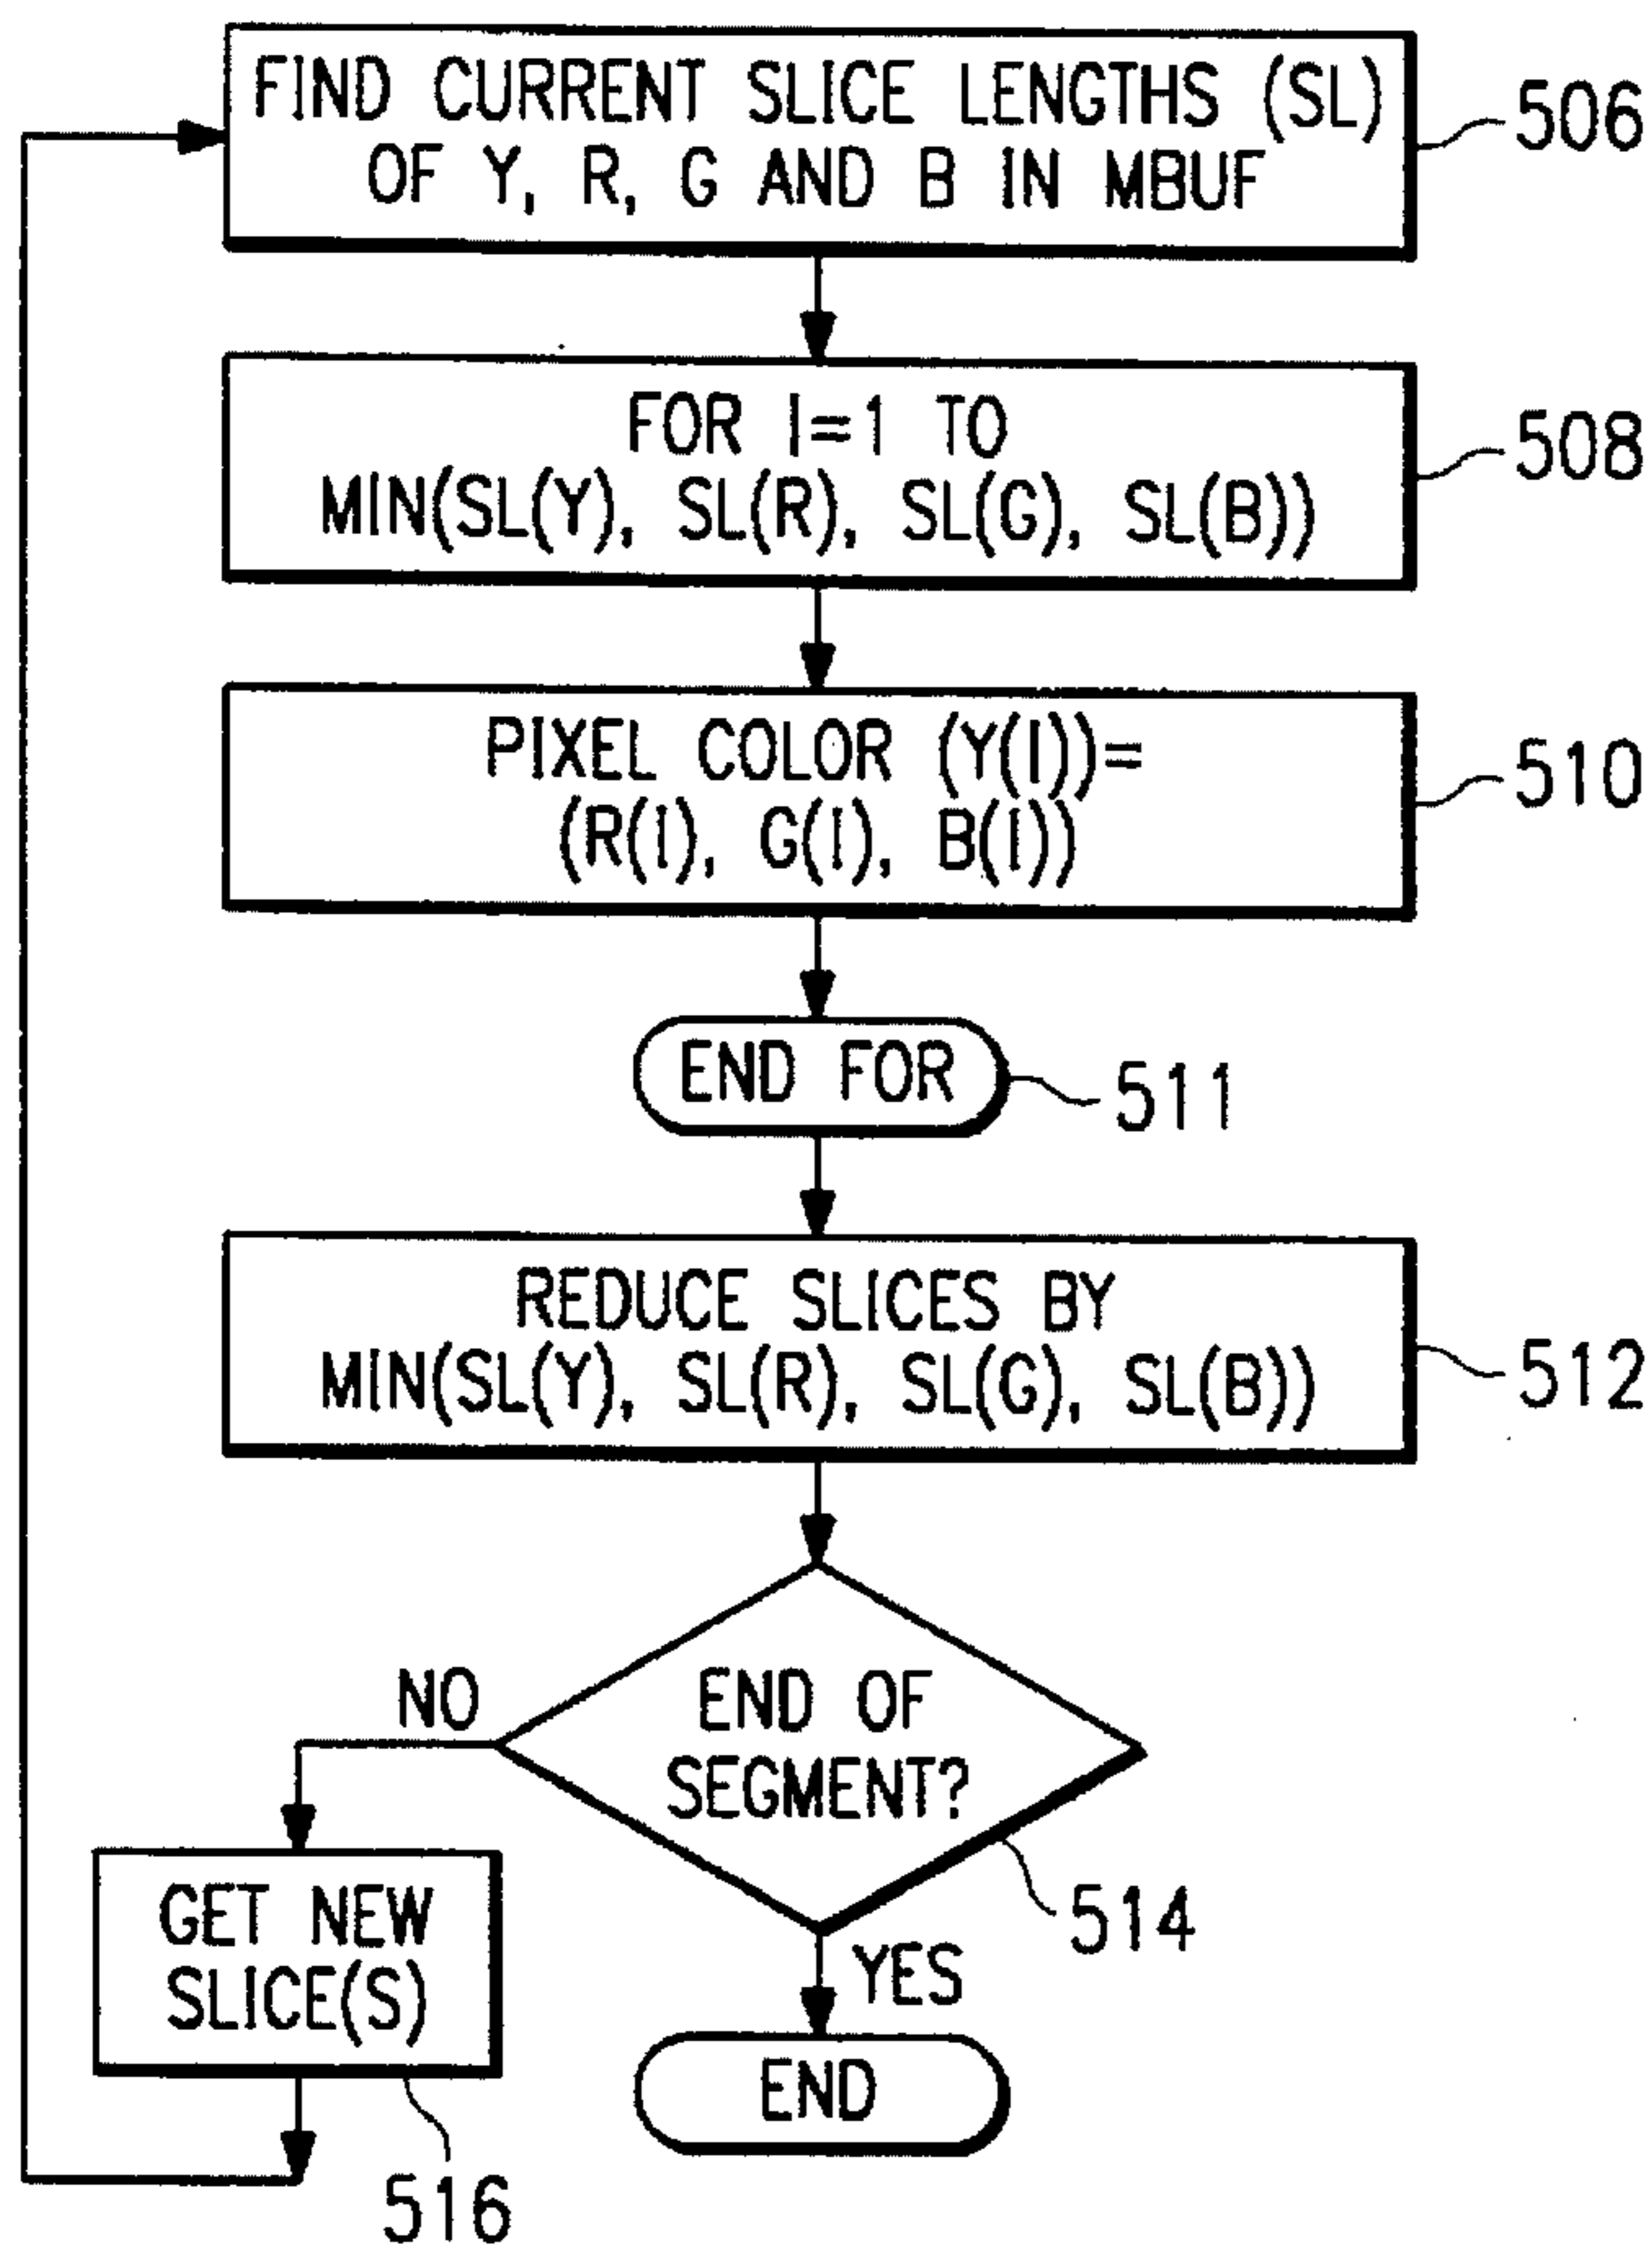 FIND CURRENT SLICE LENGTHS (SL)
OF Y, R, G AND B IN MBUF
506
FOR I=1 TO
MIN(SL(Y), SL(R), SL(G), SL(B))
508
PIXEL COLOR (Y(I))=
(R(I), G(I), B(I))
510
END FOR
511
REDUCE SLICES BY
MIN(SL(Y), SL(R), SL(G), SL(B))
512
NO
END OF
SEGMENT?
514
GET NEW
SLICE(S)
516
YES
END